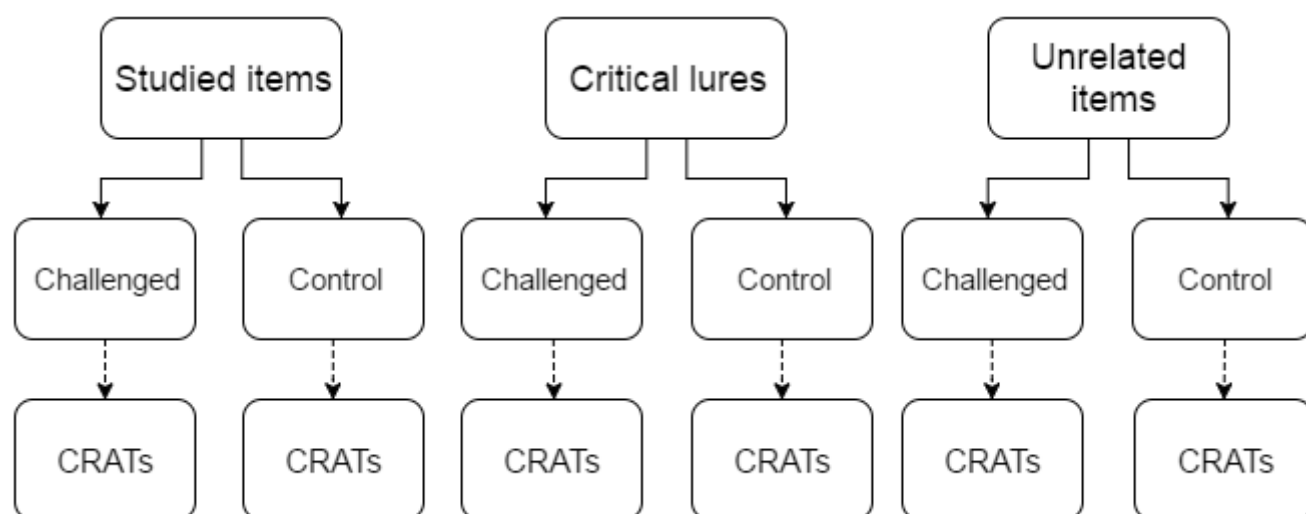 Studied items
Critical lures
Unrelated
items
Challenged
Control
Challenged
Control
Challenged
Control
CRATs
CRATs
CRATs
CRATs
CRATs
CRATs